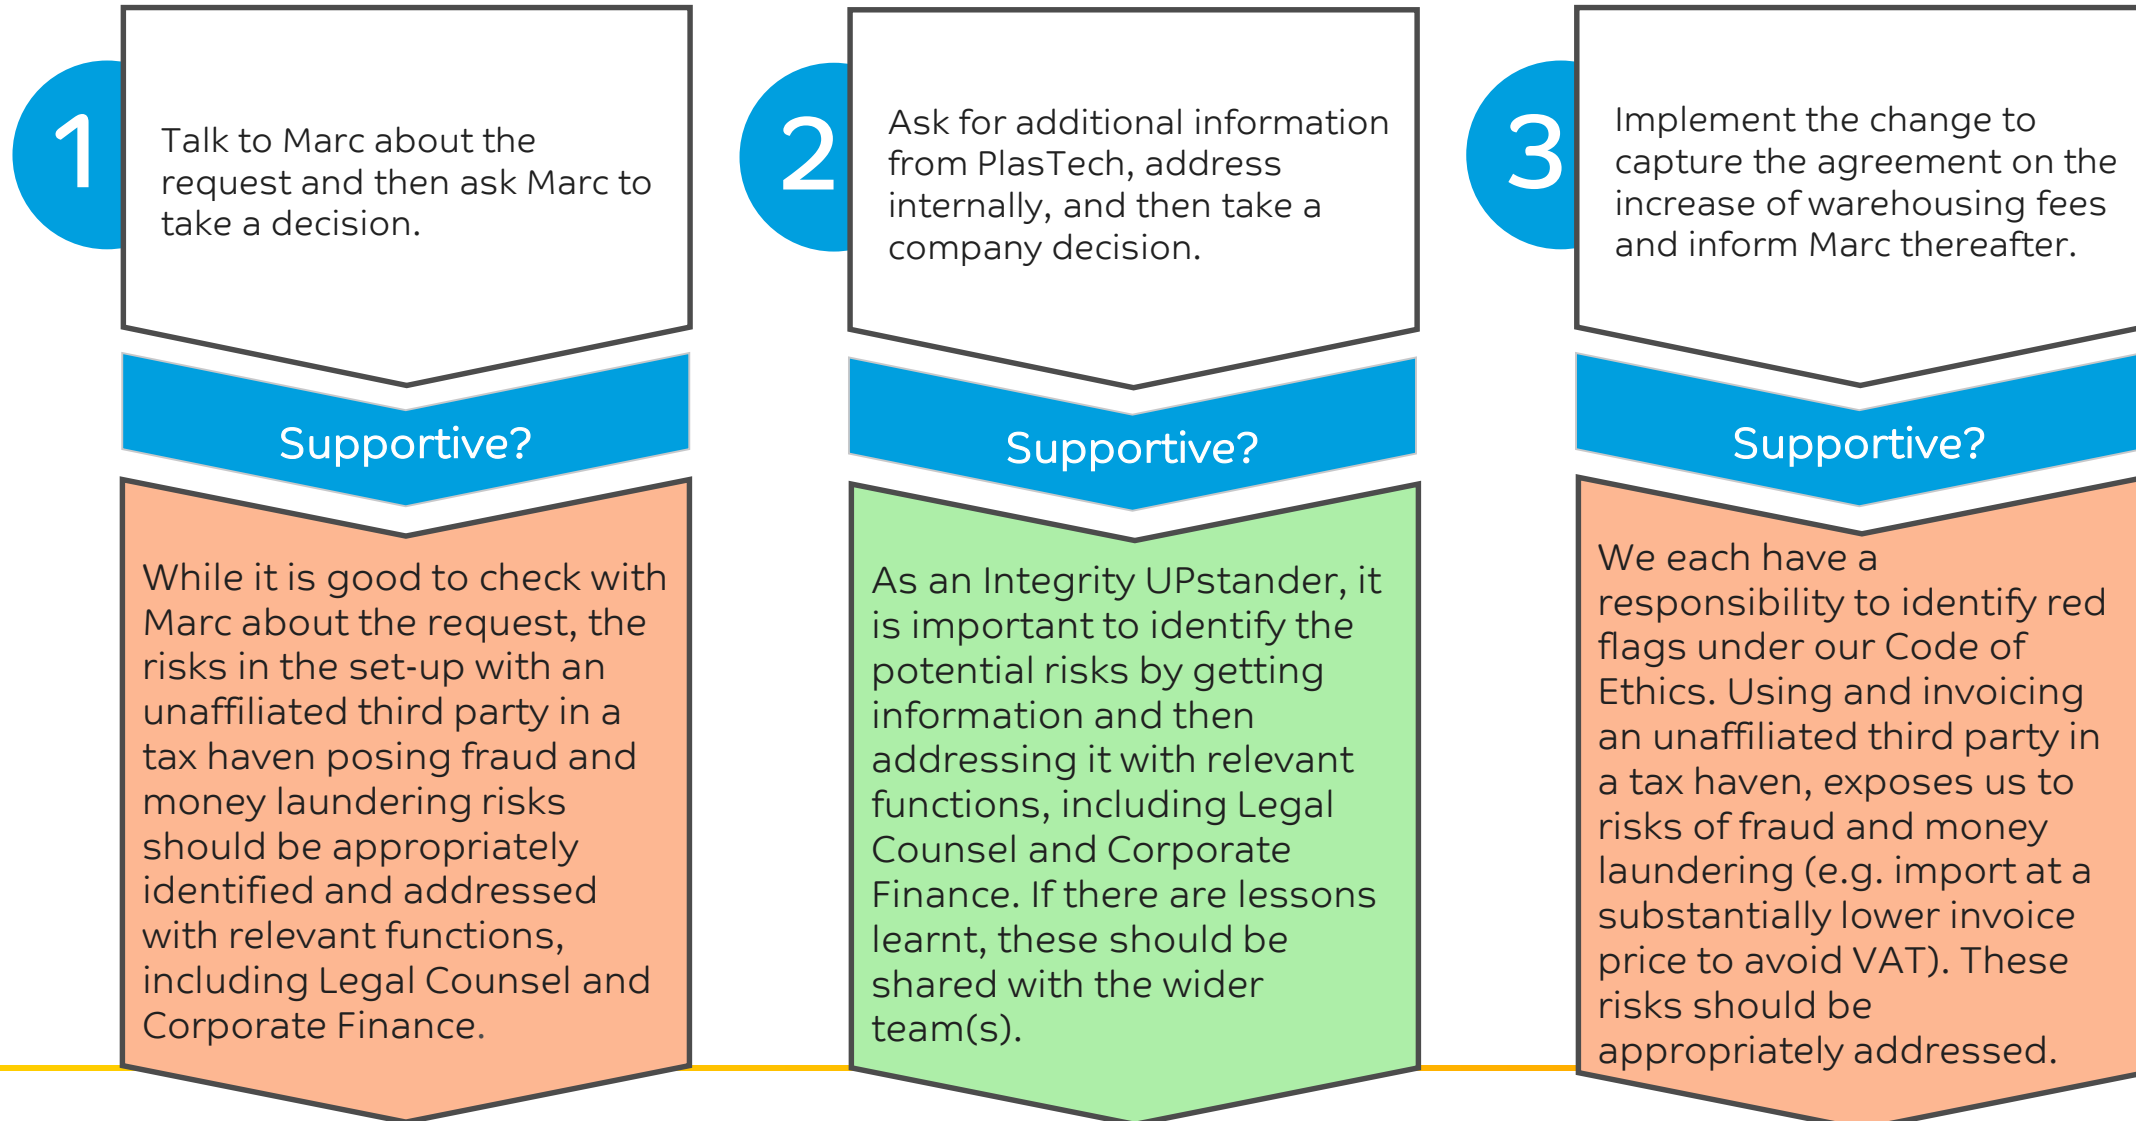 1
Talk to Marc about the
request and then ask Marc to
take a decision.
Supportive?
While it is good to check with
Marc about the request, the
risks in the set-up with an
unaffiliated third party in a
tax haven posing fraud and
money laundering risks
should be appropriately
identified and addressed
with relevant functions,
including Legal Counsel and
Corporate Finance.
2
Ask for additional information
from PlasTech, address
internally, and then take a
company decision.
Supportive?
As an Integrity UPstander, it
is important to identify the
potential risks by getting
information and then
addressing it with relevant
functions, including Legal
Counsel and Corporate
Finance. If there are lessons
learnt, these should be
shared with the wider
team(s).
3
Implement the change to
capture the agreement on the
increase of warehousing fees
and inform Marc thereafter.
Supportive?
We each have a
responsibility to identify red
flags under our Code of
Ethics. Using and invoicing
an unaffiliated third party in
a tax haven, exposes us to
risks of fraud and money
laundering (e.g. import at a
substantially lower invoice
price to avoid VAT). These
risks should be
appropriately addressed.